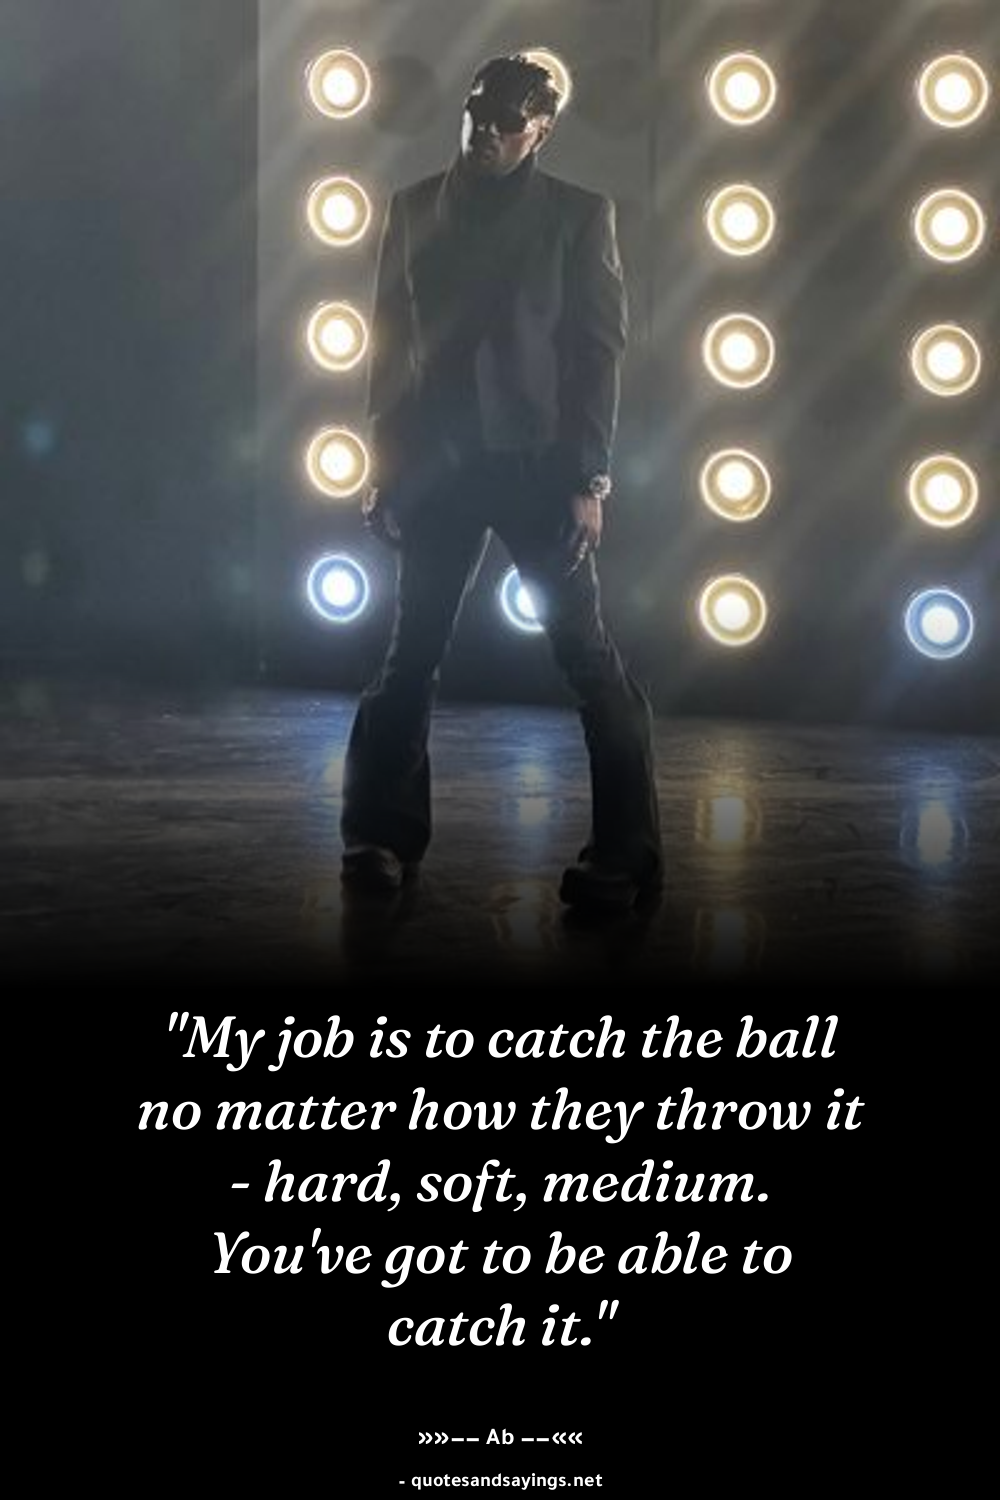 "My job is to catch the ball
no matter how they throw it
- hard, soft, medium.
You've got to be able to
catch it."
»»−− Ab −−««
- quotesandsayings.net